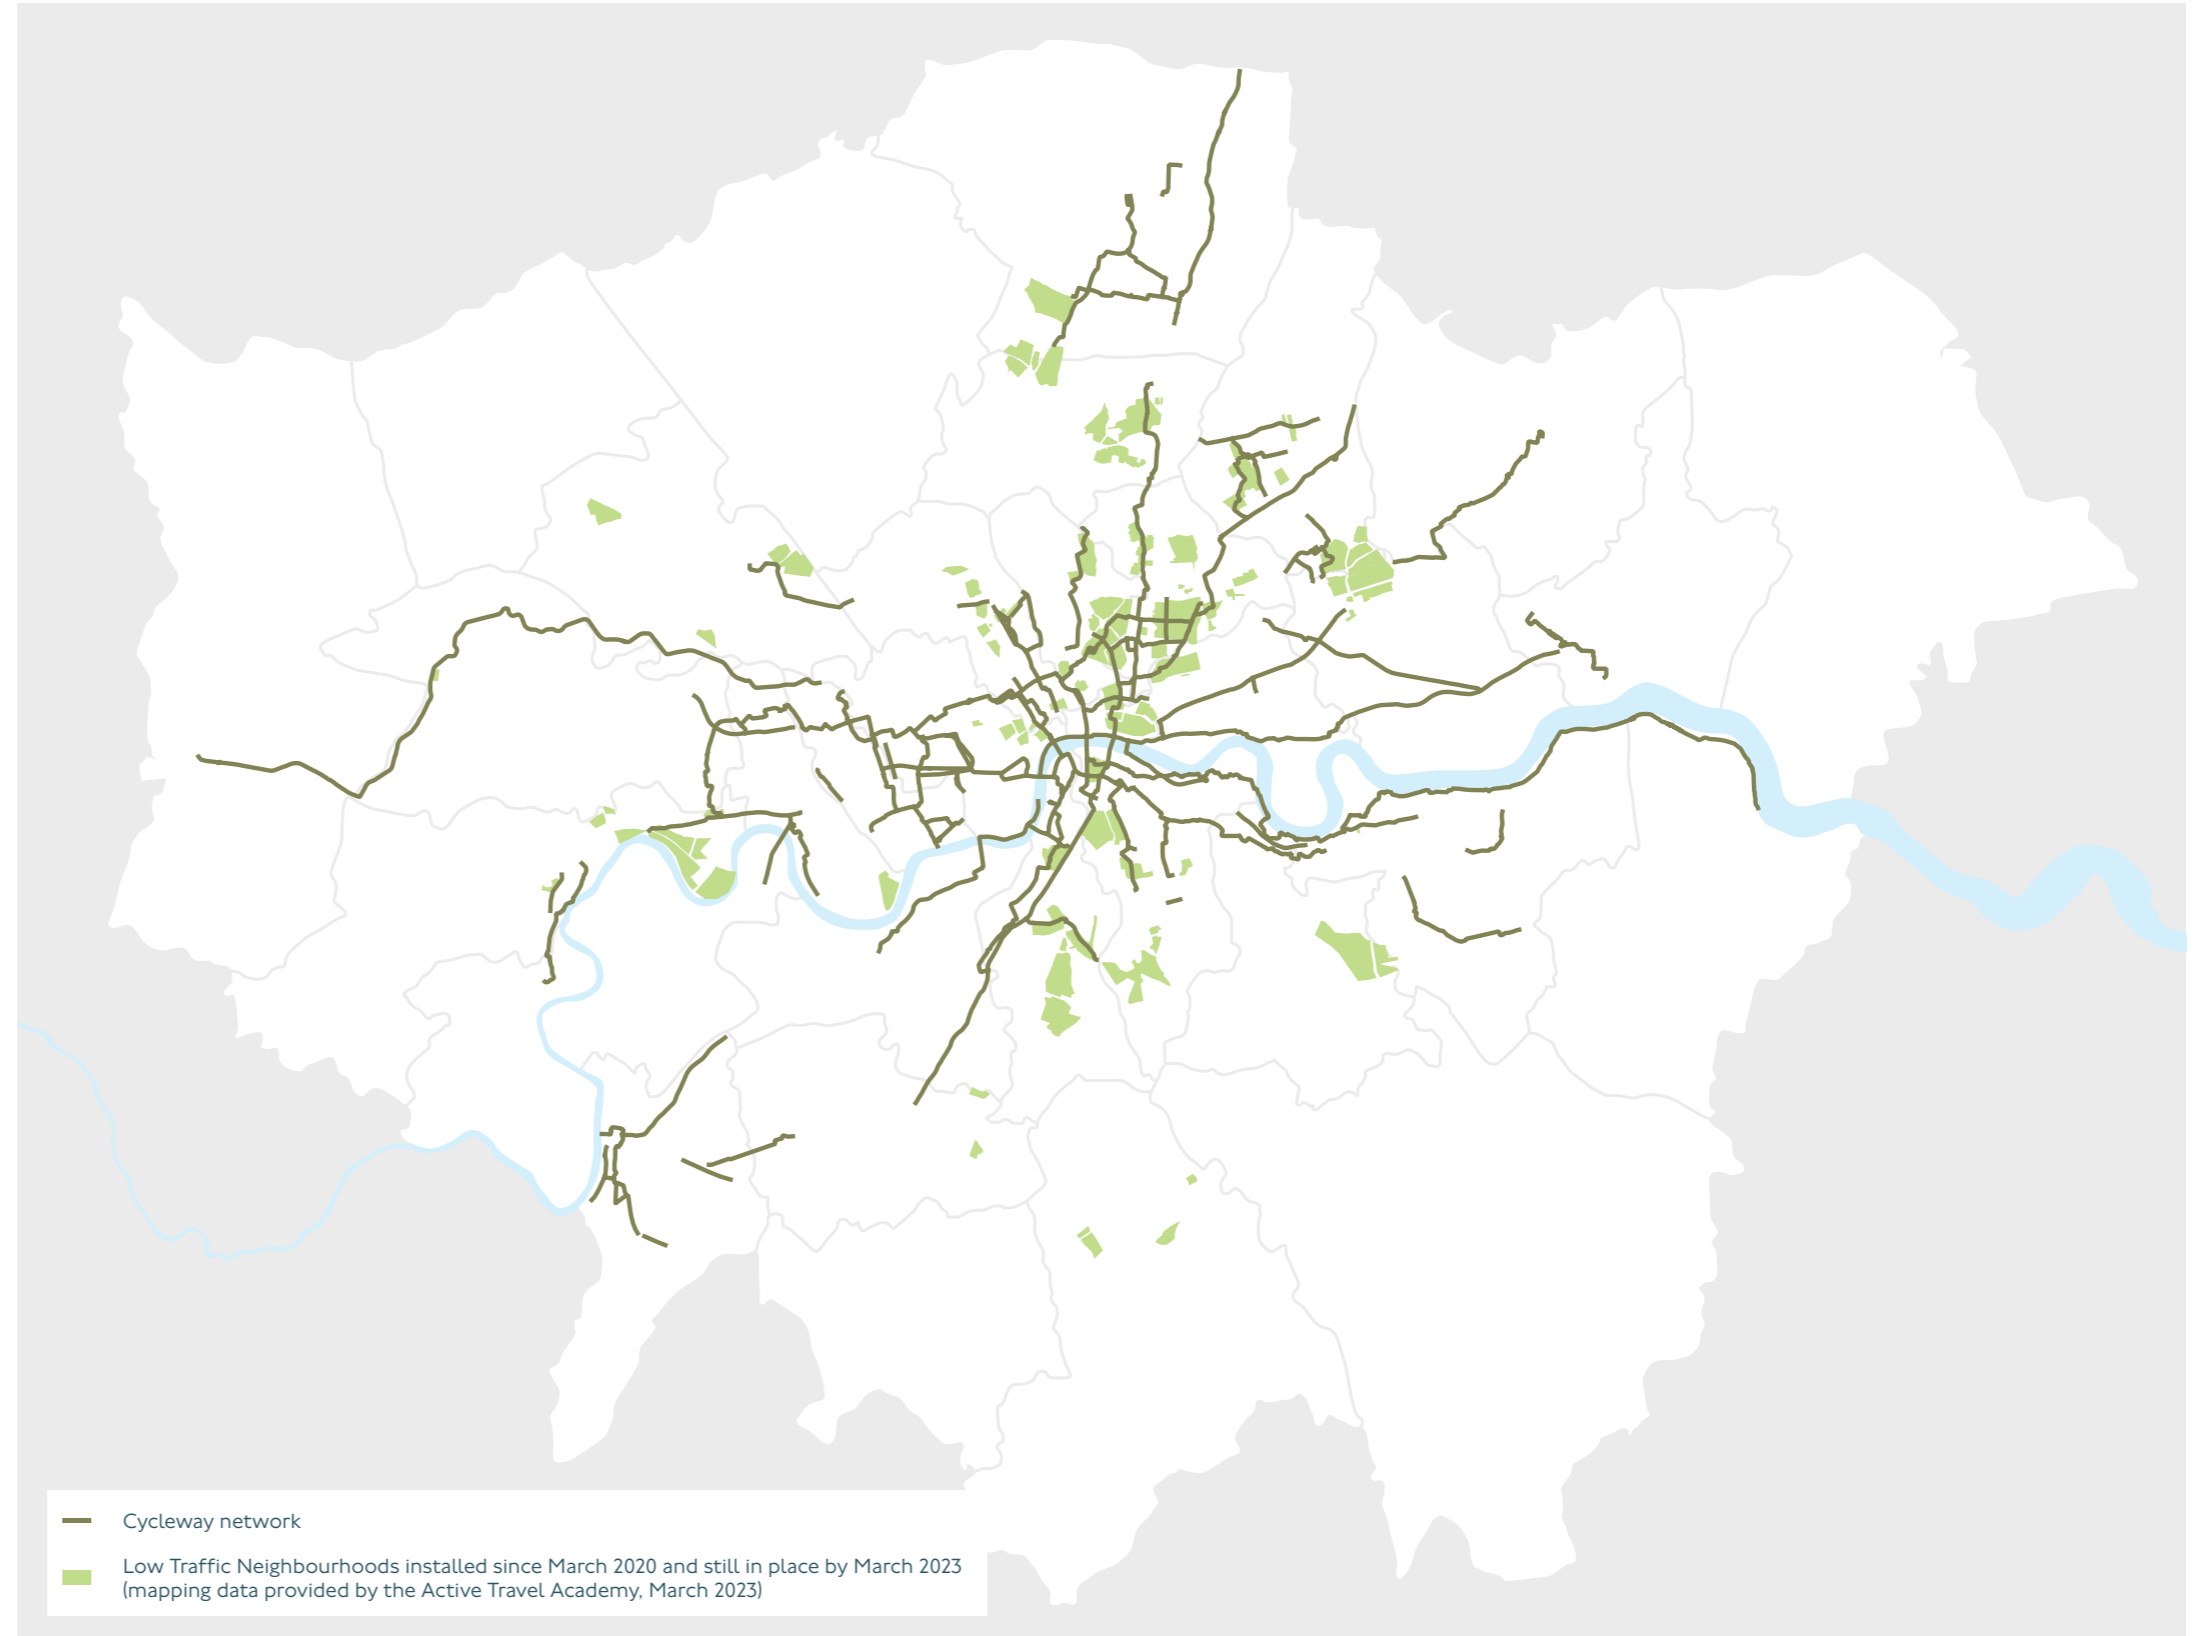 Cycleway network
Low Traffic Neighbourhoods installed since March 2020 and still in place by March 2023
(mapping data provided by the Active Travel Academy, March 2023)